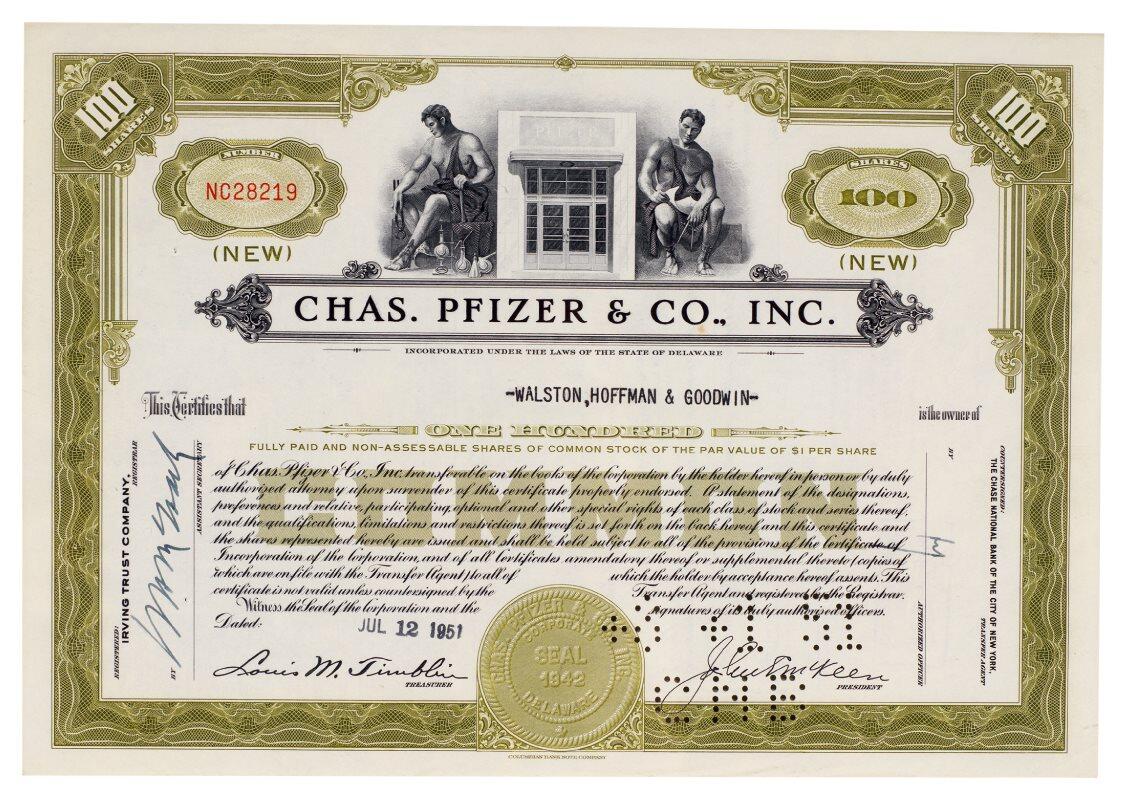 100
SHARES
100
SHARES
NUMBER
NC28219
(NEW)
PFIZER
SHARES
100
(NEW)
CHAS. PFIZER & CO., INC.
INCORPORATED UNDER THE LAWS OF THE STATE OF DELAWARE
This Certifies that
-WALSTON,HOFFMAN & GOODWIN-
is the owner of
ONE HUNDRED
FULLY PAID AND NON-ASSESSABLE SHARES OF COMMON STOCK OF THE PAR VALUE OF $1 PER SHARE
of Chas. Pfizer & Co., Inc., transferable on the books of the Corporation by the holder hereof in person or by duly
authorized attorney upon surrender of this certificate properly endorsed. A statement of the designations,
preferences and relative, participating, optional and other special rights of each class of stock and series thereof,
and the qualifications, limitations and restrictions thereof is set forth on the back hereof and this certificate and
the shares represented hereby are issued and shall be held subject to all of the provisions of the Certificate of
Incorporation of the Corporation, and of all Certificates amendatory thereof or supplemental thereto (copies of
which are on file with the Transfer Agent) to all of which the holder by acceptance hereof assents. This
certificate is not valid unless countersigned by the Transfer Agent and registered by the Registrar.
Witness the Seal of the Corporation and the signatures of its duly authorized officers.
Dated:
JUL 12 1951
Louis M. Timblin
TREASURER
John E. McKeen
PRESIDENT
CHAS. PFIZER & CO., INC.
CORPORATE
SEAL
1942
DELAWARE
REGISTERED:
IRVING TRUST COMPANY,
REGISTRAR
BY
ASSISTANT SECRETARY
COUNTERSIGNED:
THE CHASE NATIONAL BANK OF THE CITY OF NEW YORK,
TRANSFER AGENT
BY
AUTHORIZED OFFICER
COLUMBIAN BANK NOTE COMPANY